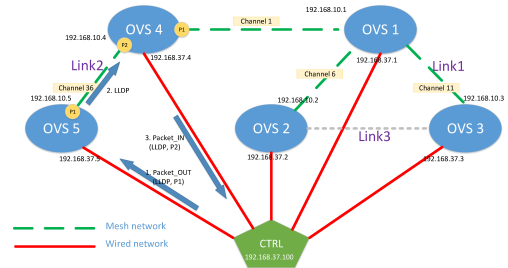 192.168.10.1
OVS 4
P1
Channel 1
OVS 1
192.168.10.4
P2
192.168.37.4
192.168.37.1
Link2
Link1
Channel 36
2. LLDP
Channel 6
Channel 11
192.168.10.5
192.168.10.2
192.168.10.3
P1
OVS 5
OVS 2
OVS 3
Link3
3. Packet_IN
(LLDP, P2)
192.168.37.5
192.168.37.2
192.168.37.3
1. Packet_OUT
(LLDP, P1)
Mesh network
Wired network
CTRL
192.168.37.100